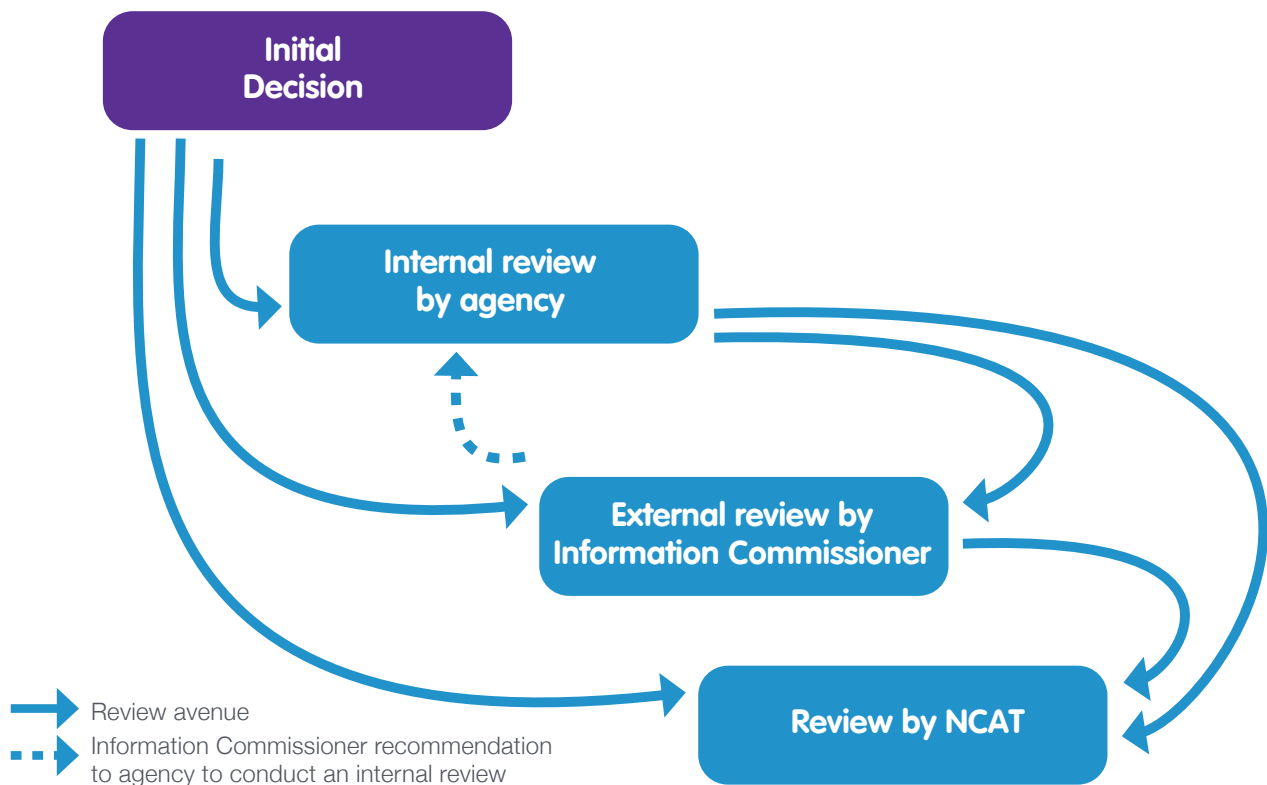 Initial
Decision
Internal review
by agency
External review by
Information Commissioner
Review by NCAT
Review avenue
Information Commissioner recommendation
to agency to conduct an internal review